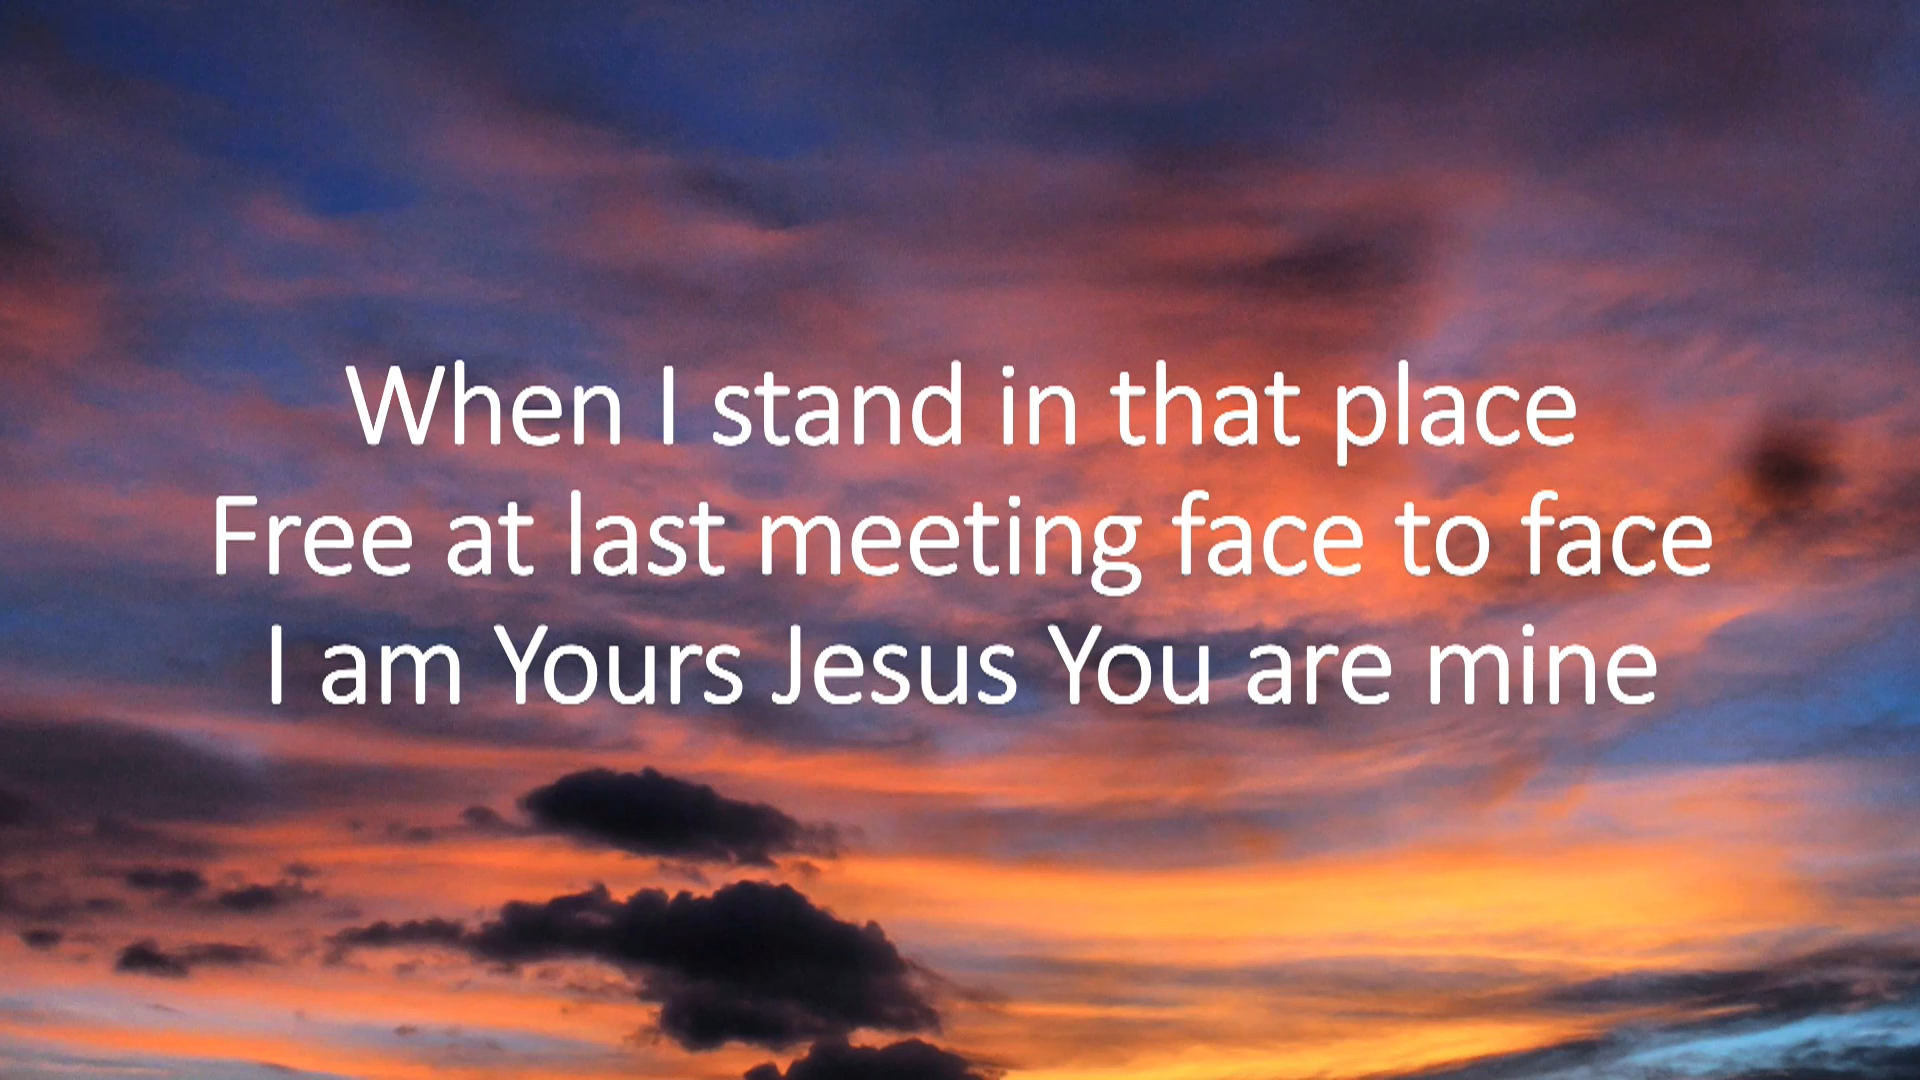 When I stand in that place
Free at last meeting face to face
I am Yours Jesus You are mine